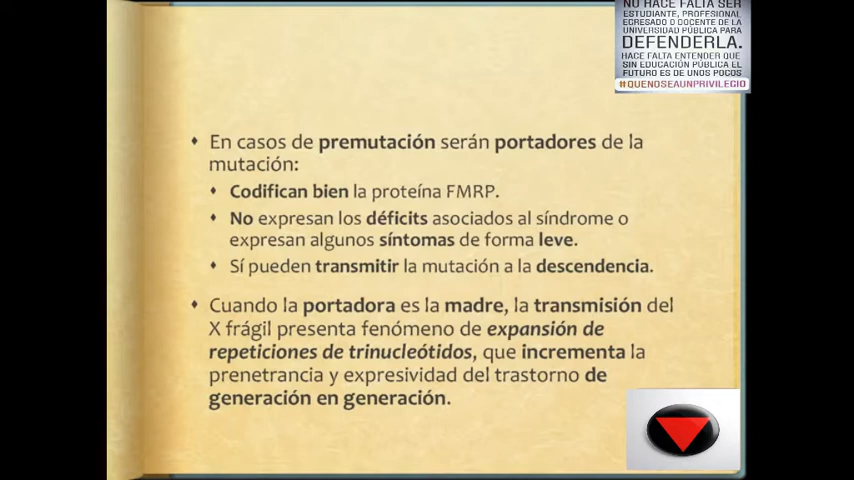 NO HACE FALTA SER
ESTUDIANTE, PROFESIONAL
EGRESADO O DOCENTE DE LA
UNIVERSIDAD PÚBLICA PARA
DEFENDERLA.
HACE FALTA ENTENDER QUE
SIN EDUCACIÓN PÚBLICA EL
FUTURO ES DE UNOS POCOS
#QUENOSEAUNPRIVILEGIO
En casos de premutación serán portadores de la
mutación:
Codifican bien la proteína FMRP.
No expresan los déficits asociados al síndrome o
expresan algunos síntomas de forma leve.
Sí pueden transmitir la mutación a la descendencia.
Cuando la portadora es la madre, la transmisión del
X frágil presenta fenómeno de expansión de
repeticiones de trinucleótidos, que incrementa la
prenetrancia y expresividad del trastorno de
generación en generación.